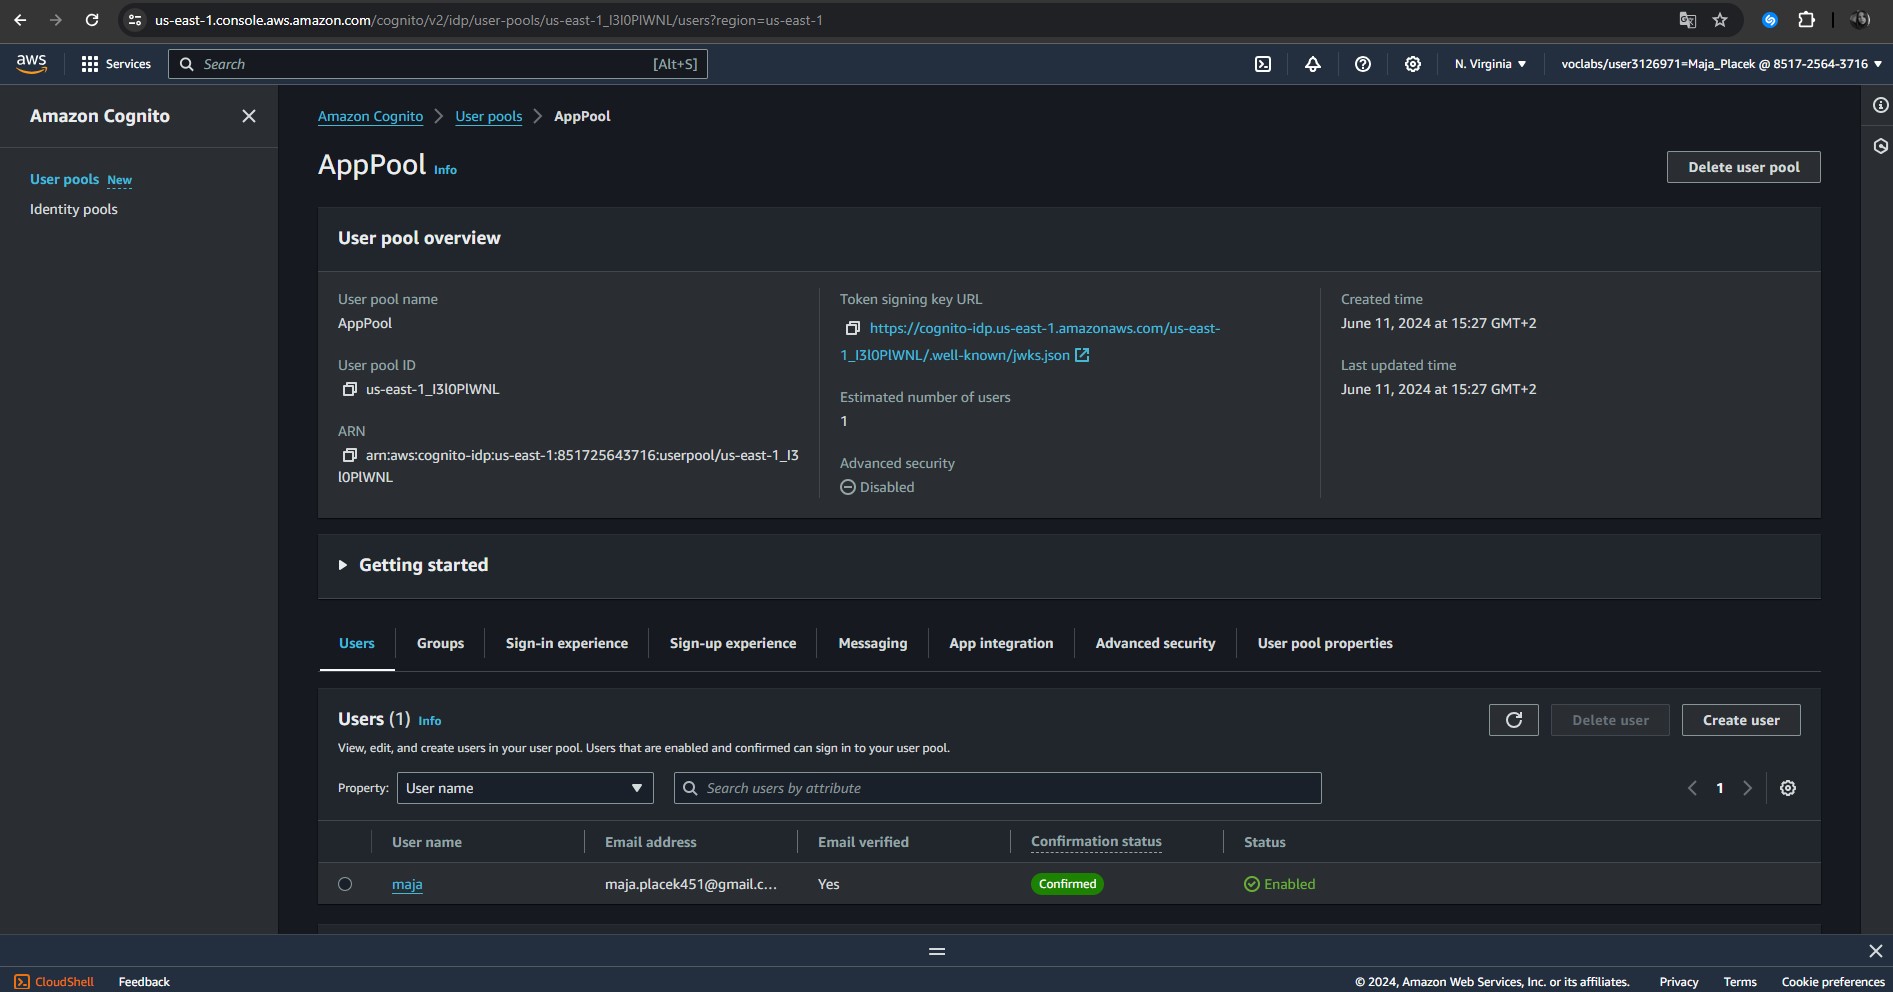 us-east-1.console.aws.amazon.com/cognito/v2/idp/user-pools/us-east-1_I3l0PlWNL/users?region=us-east-1
aws Services Search [Alt+S] N. Virginia voclabs/user3126971=Maja_Placek @ 8517-2564-3716
Amazon Cognito
User pools New
Identity pools
Amazon Cognito User pools AppPool
AppPool Info Delete user pool
User pool overview
User pool name
AppPool
User pool ID
us-east-1_I3l0PlWNL
ARN
arn:aws:cognito-idp:us-east-1:851725643716:userpool/us-east-1_I3
l0PlWNL
Token signing key URL
https://cognito-idp.us-east-1.amazonaws.com/us-east-
1_I3l0PlWNL/.well-known/jwks.json
Estimated number of users
1
Advanced security
Disabled
Created time
June 11, 2024 at 15:27 GMT+2
Last updated time
June 11, 2024 at 15:27 GMT+2
Getting started
Users Groups Sign-in experience Sign-up experience Messaging App integration Advanced security User pool properties
Users (1) Info Delete user Create user
View, edit, and create users in your user pool. Users that are enabled and confirmed can sign in to your user pool.
Property: User name Search users by attribute 1
User name Email address Email verified Confirmation status Status
maja maja.placek451@gmail.c... Yes Confirmed Enabled
CloudShell Feedback © 2024, Amazon Web Services, Inc. or its affiliates. Privacy Terms Cookie preferences